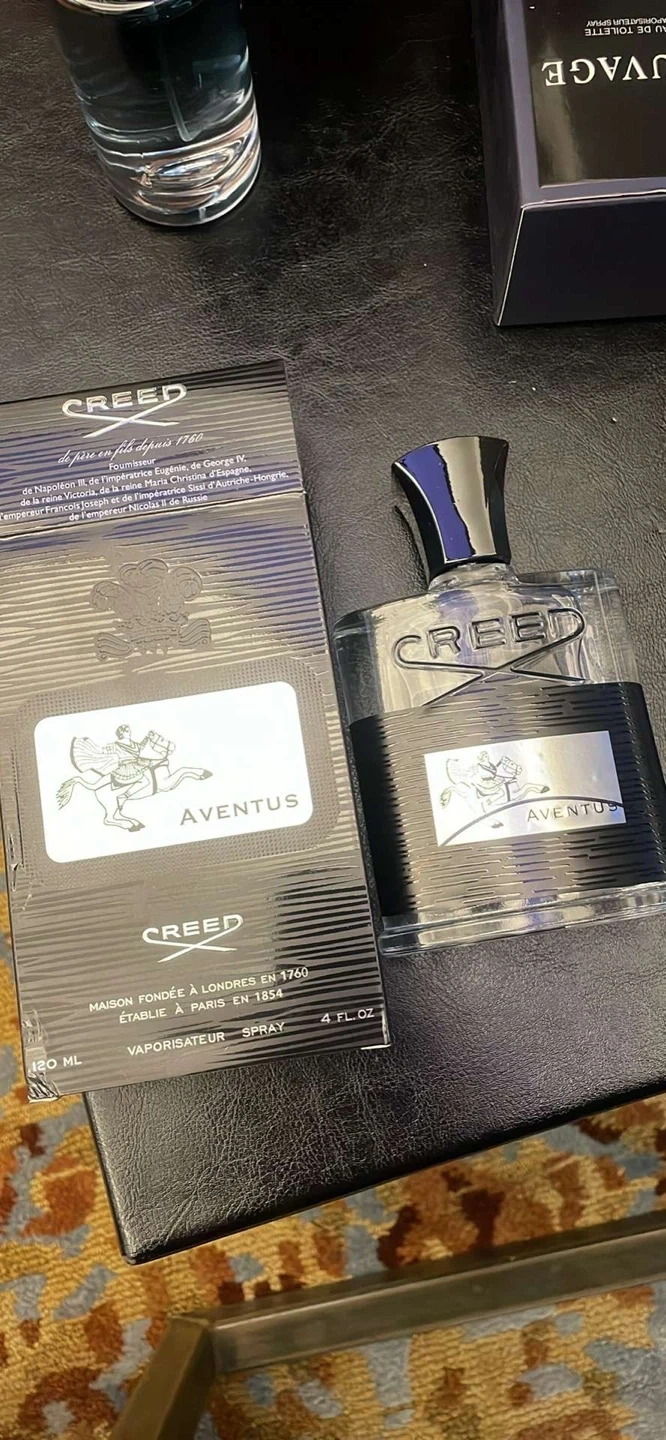 EAU DE TOILETTE
VAPORISATEUR SPRAY
UVAGE
CREED
de père en fils depuis 1760
Fournisseur
de Napoléon III, de l'impératrice Eugénie, de George IV,
de la reine Victoria, de la reine Maria Christina d'Espagne,
l'empereur François Joseph et de l'impératrice Sissi d'Autriche-Hongrie,
de l'empereur Nicolas II de Russie
AVENTUS
CREED
MAISON FONDÉE À LONDRES EN 1760
ÉTABLIE À PARIS EN 1854
120 ML VAPORISATEUR SPRAY 4 FL. OZ
CREED
AVENTUS